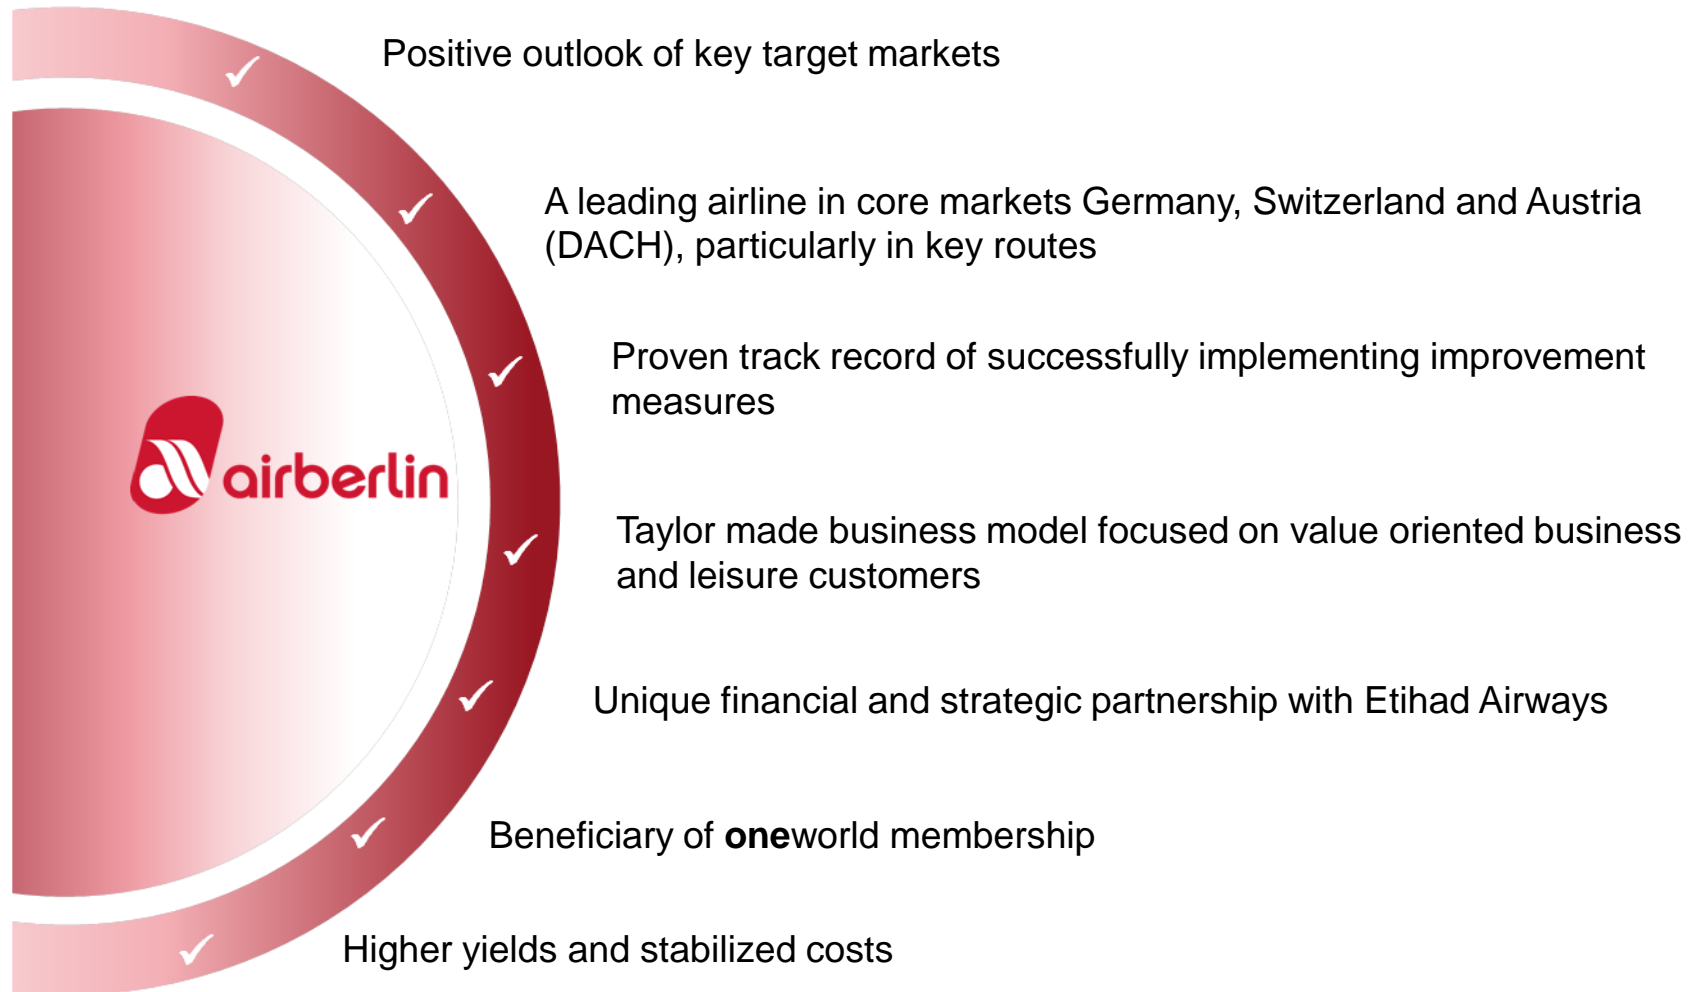 Positive outlook of key target markets
A leading airline in core markets Germany, Switzerland and Austria
(DACH), particularly in key routes
Proven track record of successfully implementing improvement
measures
airberlin
Taylor made business model focused on value oriented business
and leisure customers
Unique financial and strategic partnership with Etihad Airways
Beneficiary of oneworld membership
Higher yields and stabilized costs